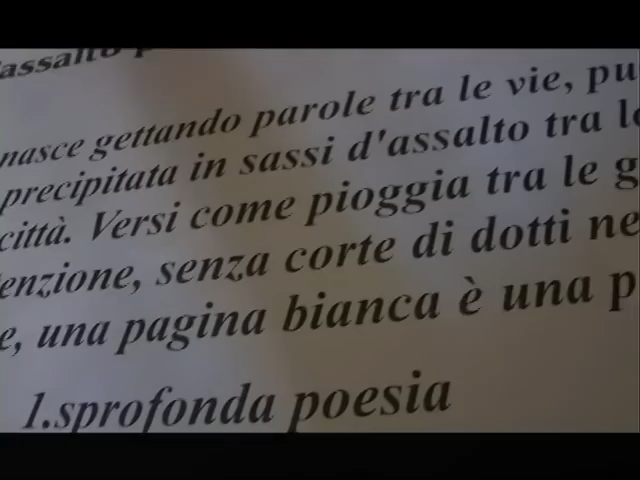 assalto p
nasce gettando parole tra le vie, pu
precipitata in sassi d'assalto tra lo
città. Versi come pioggia tra le g
enzione, senza corte di dotti ne
e, una pagina bianca è una p
1.sprofonda poesia